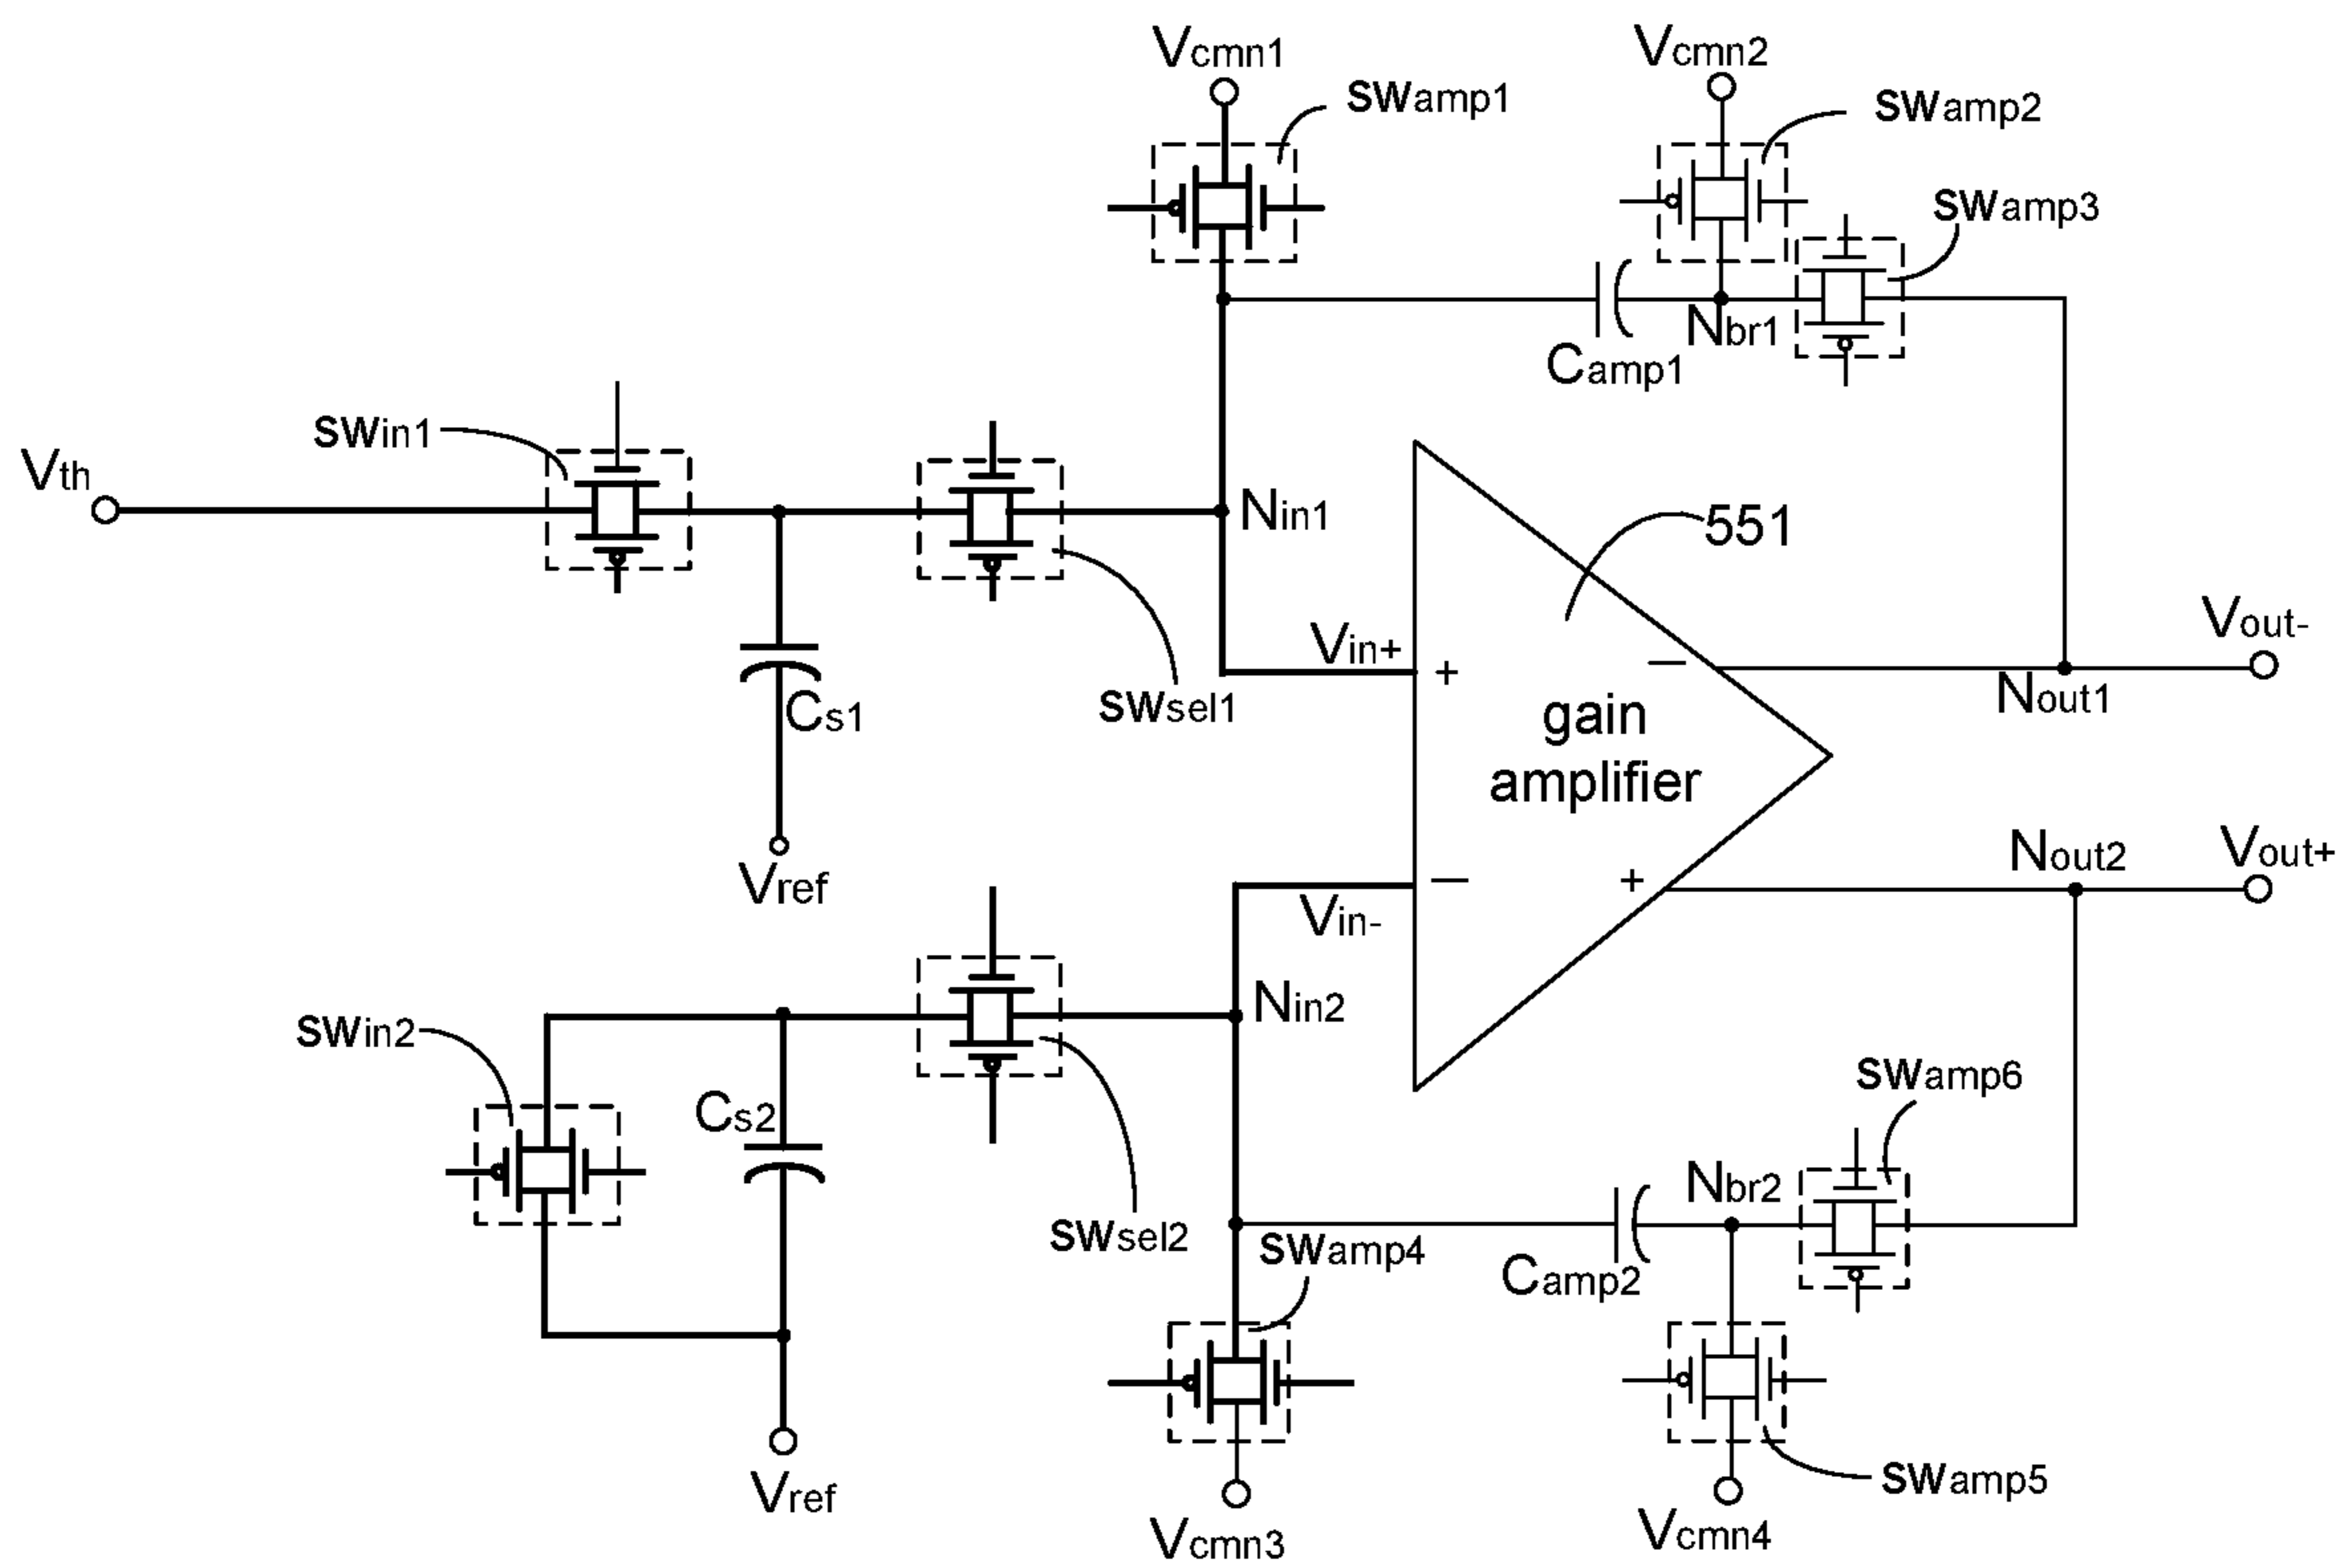 Vcmn1
Vcmn2
swamp1
swamp2
swamp3
Nbr1
Camp1
swin1
Vth
Nin1
551
Vin+
+
—
Vout-
Nout1
swsel1
Cs1
gain
amplifier
Vref
Nout2
Vout+
—
+
Vin-
Nin2
swin2
Cs2
swamp6
Nbr2
swsel2
swamp4
Camp2
Vref
swamp5
Vcmn3
Vcmn4